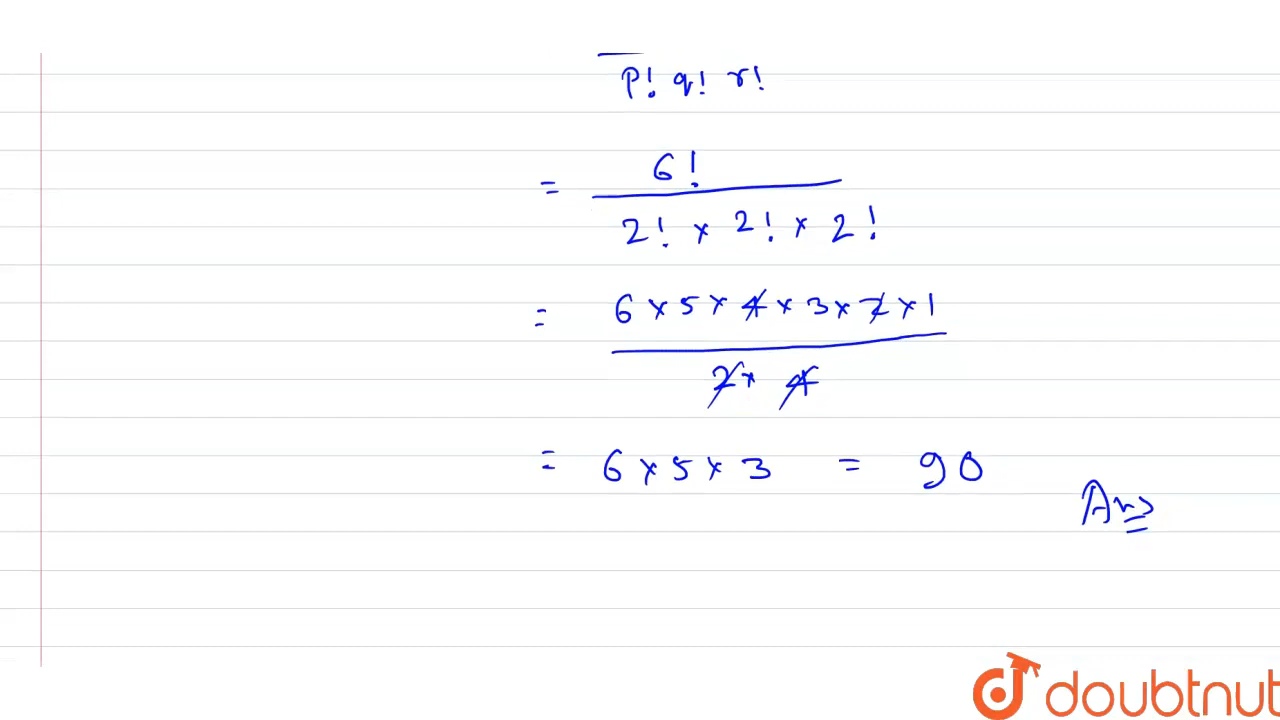 P! q! r!
= 6!
2! × 2! × 2!
= 6 × 5 × 4 × 3 × 2 × 1
2 × 4
= 6 × 5 × 3 = 90
Ans
doubtnut